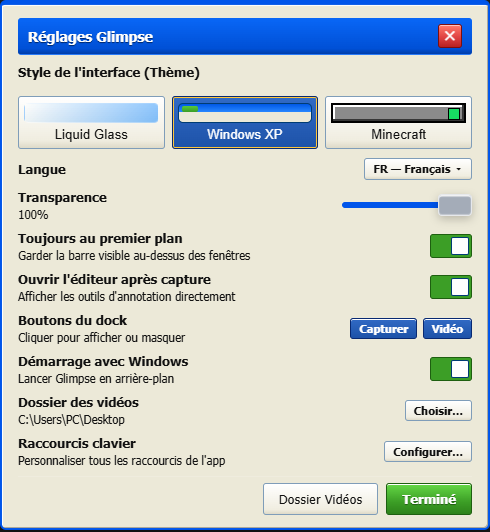 Réglages Glimpse
Style de l'interface (Thème)
Liquid Glass
Windows XP
Minecraft
Langue
FR — Français
Transparence
100%
Toujours au premier plan
Garder la barre visible au-dessus des fenêtres
Ouvrir l'éditeur après capture
Afficher les outils d'annotation directement
Boutons du dock
Cliquer pour afficher ou masquer
Capturer
Vidéo
Démarrage avec Windows
Lancer Glimpse en arrière-plan
Dossier des vidéos
C:\Users\PC\Desktop
Choisir...
Raccourcis clavier
Personnaliser tous les raccourcis de l'app
Configurer...
Dossier Vidéos
Terminé